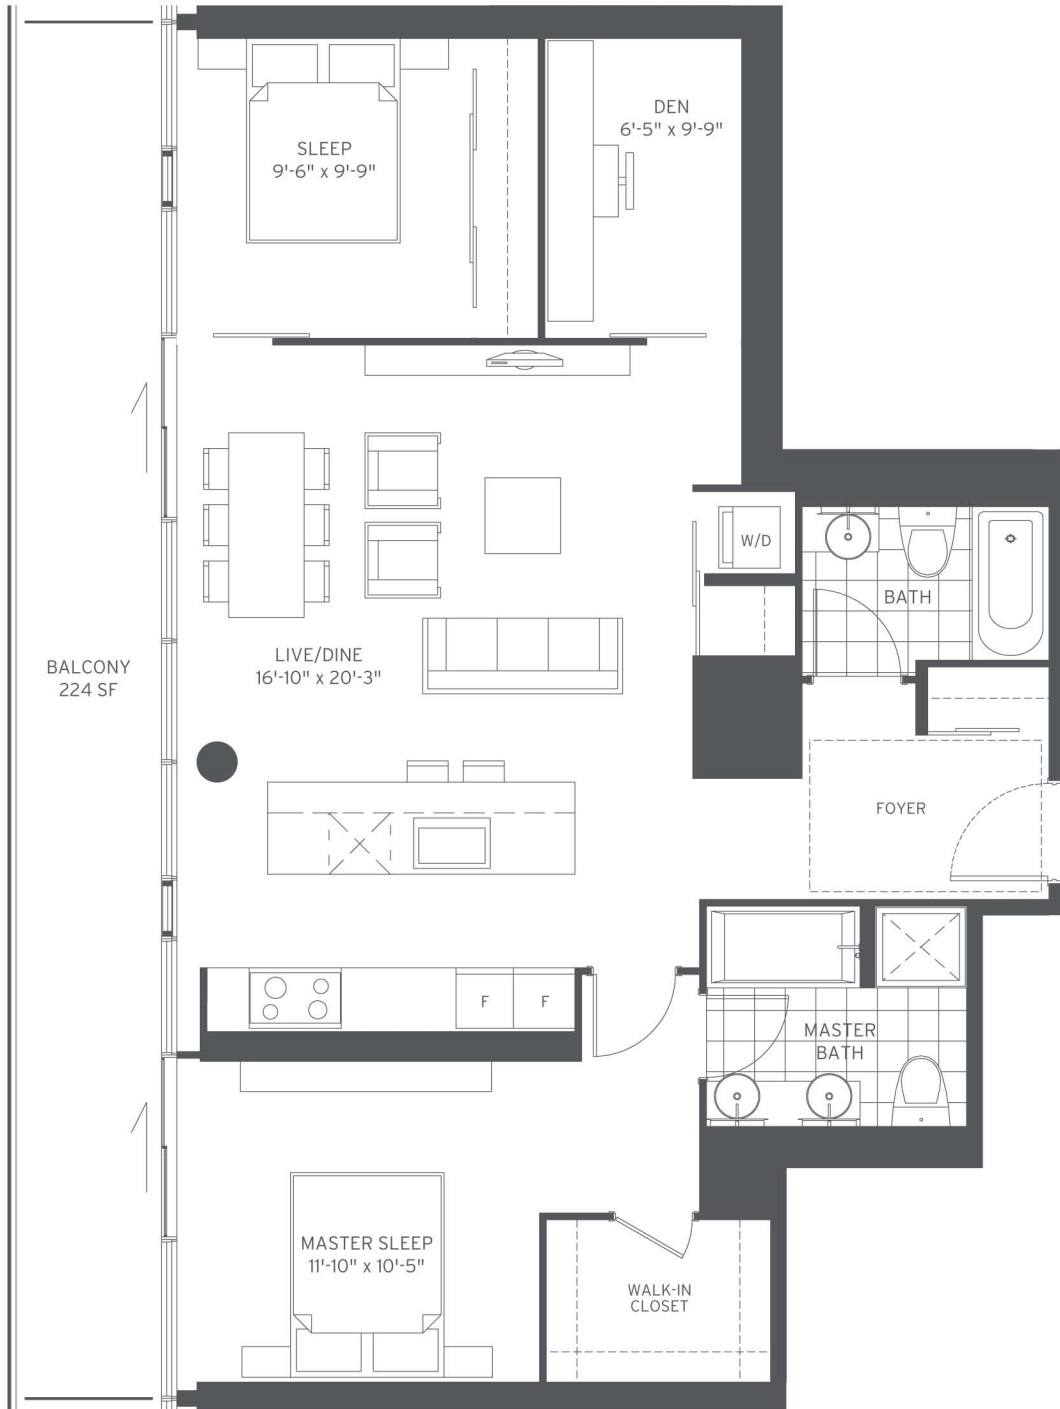 DEN
6'-5" x 9'-9"
SLEEP
9'-6" x 9'-9"
W/D
BATH
LIVE/DINE
16'-10" x 20'-3"
BALCONY
224 SF
FOYER
F F
MASTER
BATH
MASTER SLEEP
11'-10" x 10'-5"
WALK-IN
CLOSET